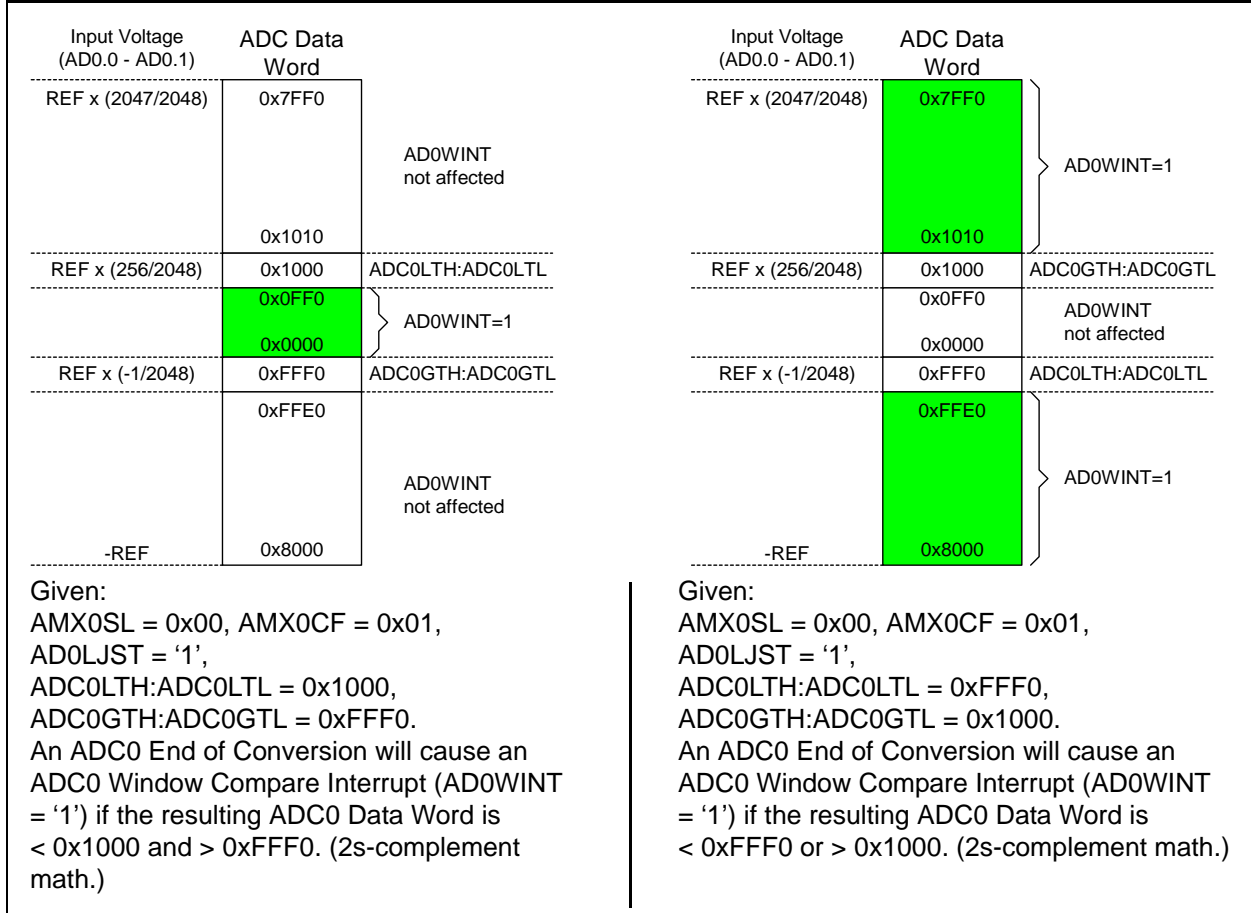 Input Voltage
(AD0.0 - AD0.1)
ADC Data
Word
REF x (2047/2048)
0x7FF0
AD0WINT
not affected
0x1010
REF x (256/2048)
0x1000
ADC0LTH:ADC0LTL
0x0FF0
AD0WINT=1
0x0000
REF x (-1/2048)
0xFFF0
ADC0GTH:ADC0GTL
0xFFE0
AD0WINT
not affected
-REF
0x8000
Given:
AMX0SL = 0x00, AMX0CF = 0x01,
AD0LJST = ‘1’,
ADC0LTH:ADC0LTL = 0x1000,
ADC0GTH:ADC0GTL = 0xFFF0.
An ADC0 End of Conversion will cause an
ADC0 Window Compare Interrupt (AD0WINT
= ‘1’) if the resulting ADC0 Data Word is
< 0x1000 and > 0xFFF0. (2s-complement
math.)
Input Voltage
(AD0.0 - AD0.1)
ADC Data
Word
REF x (2047/2048)
0x7FF0
AD0WINT=1
0x1010
REF x (256/2048)
0x1000
ADC0GTH:ADC0GTL
0x0FF0
AD0WINT
not affected
0x0000
REF x (-1/2048)
0xFFF0
ADC0LTH:ADC0LTL
0xFFE0
AD0WINT=1
-REF
0x8000
Given:
AMX0SL = 0x00, AMX0CF = 0x01,
AD0LJST = ‘1’,
ADC0LTH:ADC0LTL = 0xFFF0,
ADC0GTH:ADC0GTL = 0x1000.
An ADC0 End of Conversion will cause an
ADC0 Window Compare Interrupt (AD0WINT
= ‘1’) if the resulting ADC0 Data Word is
< 0xFFF0 or > 0x1000. (2s-complement math.)